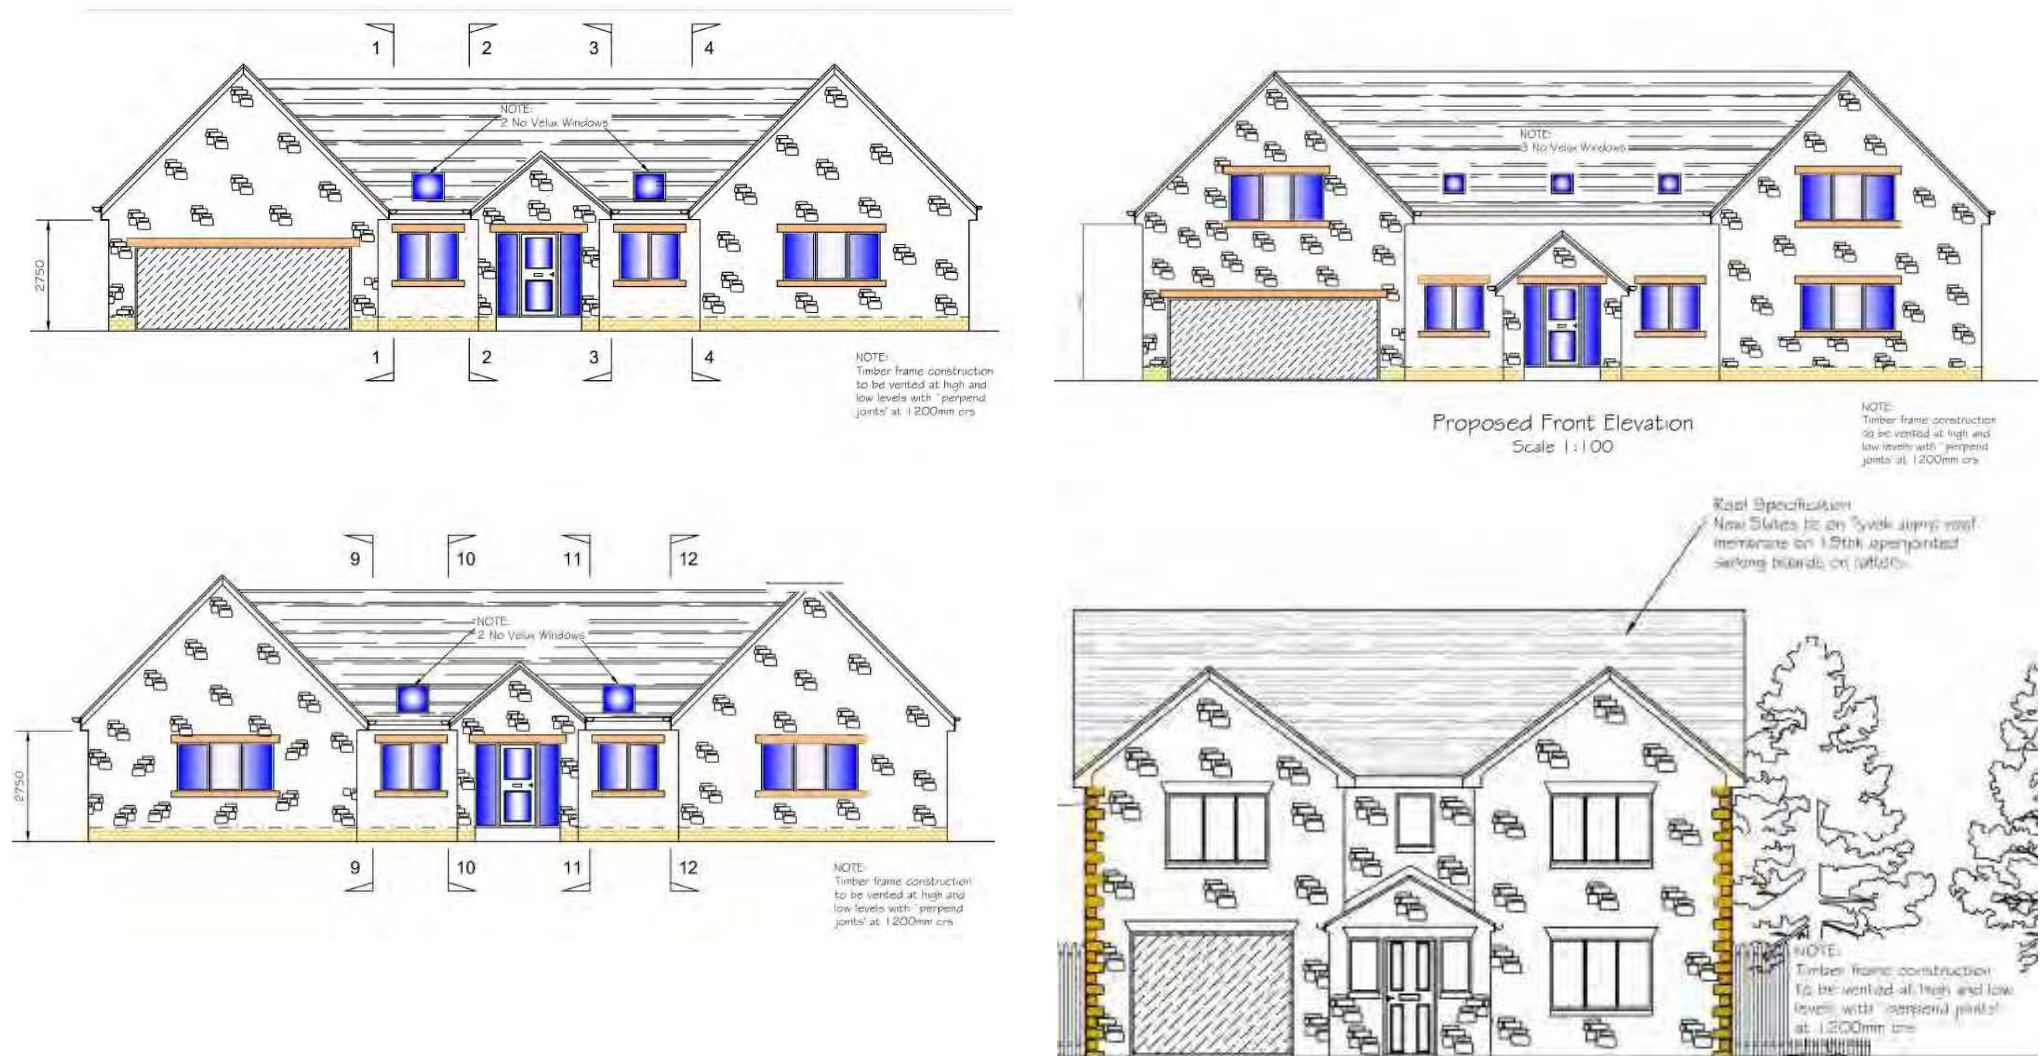 1 2 3 4
NOTE:
2 No Velux Windows
2750
1 2 3 4
NOTE:
Timber frame construction
to be vented at high and
low levels with "perpend
joints' at 1200mm crs
NOTE:
3 No Velux Windows
Proposed Front Elevation
Scale 1:100
NOTE:
Timber frame construction
to be vented at high and
low levels with "perpend
joints' at 1200mm crs
9 10 11 12
NOTE:
2 No Velux Windows
2750
9 10 11 12
NOTE:
Timber frame construction
to be vented at high and
low levels with "perpend
joints' at 1200mm crs
Roof Specification
New Slates to on Tyvek supro roof
membrane on
sarking boards on rafters
NOTE:
Timber frame construction
To be vented at high and low
levels with "perpend joints'
at 1200mm crs